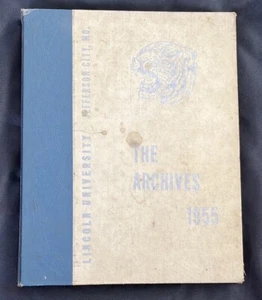 LINCOLN UNIVERSITY JEFFERSON CITY, MO.
THE
ARCHIVES
1955